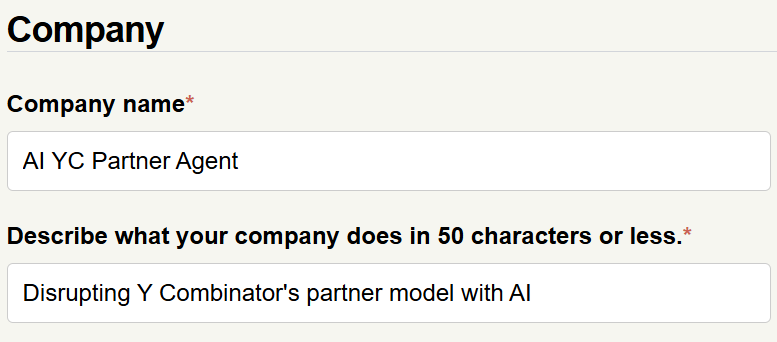 Company
Company name*
AI YC Partner Agent
Describe what your company does in 50 characters or less.*
Disrupting Y Combinator's partner model with AI